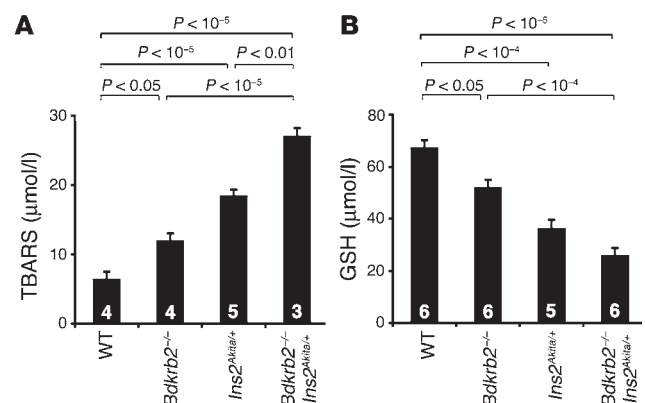 A
P < 10⁻⁵
P < 10⁻⁵ P < 0.01
P < 0.05 P < 10⁻⁵
TBARS (μmol/l)
30
20
10
0
4 4 5 3
WT
Bdkrb2⁻/⁻
Ins2Akita/+
Bdkrb2⁻/⁻
Ins2Akita/+
B
P < 10⁻⁵
P < 10⁻⁴
P < 0.05 P < 10⁻⁴
GSH (μmol/l)
80
60
40
20
0
6 6 5 6
WT
Bdkrb2⁻/⁻
Ins2Akita/+
Bdkrb2⁻/⁻
Ins2Akita/+